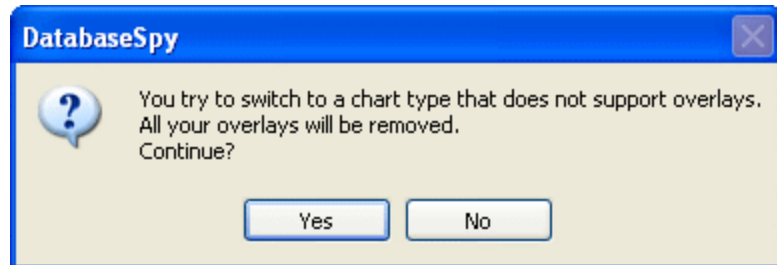 DatabaseSpy
You try to switch to a chart type that does not support overlays.
All your overlays will be removed.
Continue?
Yes No